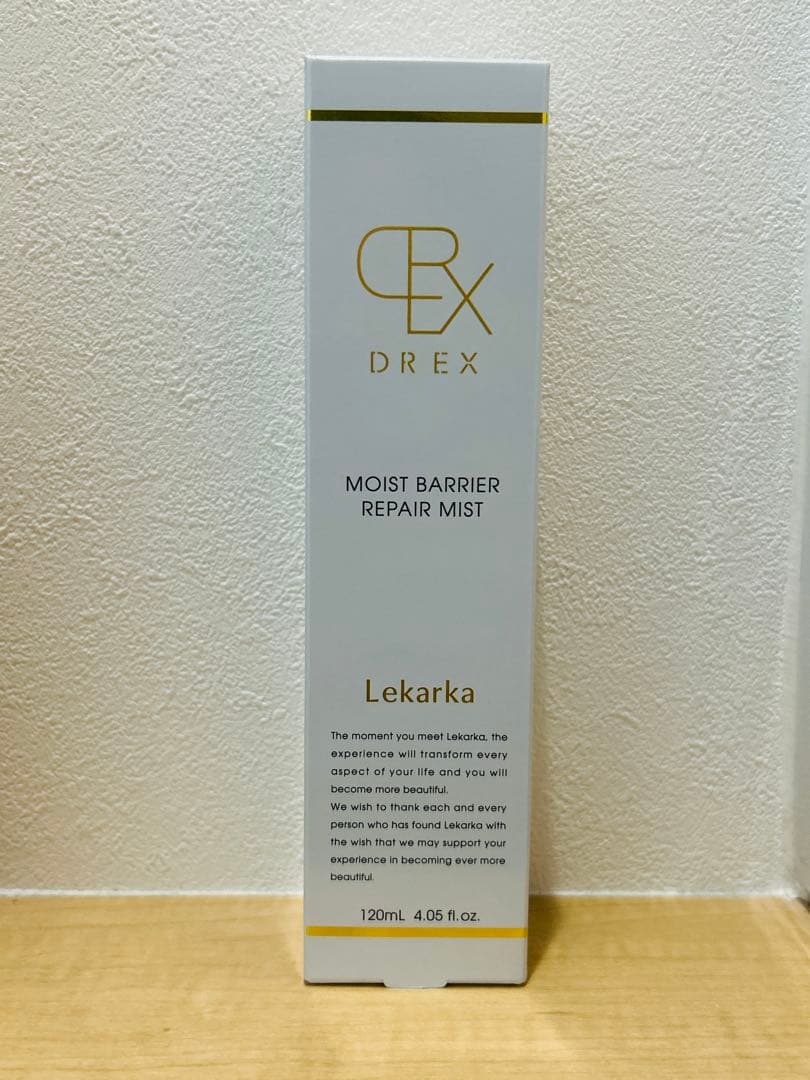 DREX
DREX
MOIST BARRIER
REPAIR MIST
Lekarka
The moment you meet Lekarka, the
experience will transform every
aspect of your life and you will
become more beautiful.
We wish to thank each and every
person who has found Lekarka with
the wish that we may support your
experience in becoming ever more
beautiful.
120mL 4.05 fl.oz.